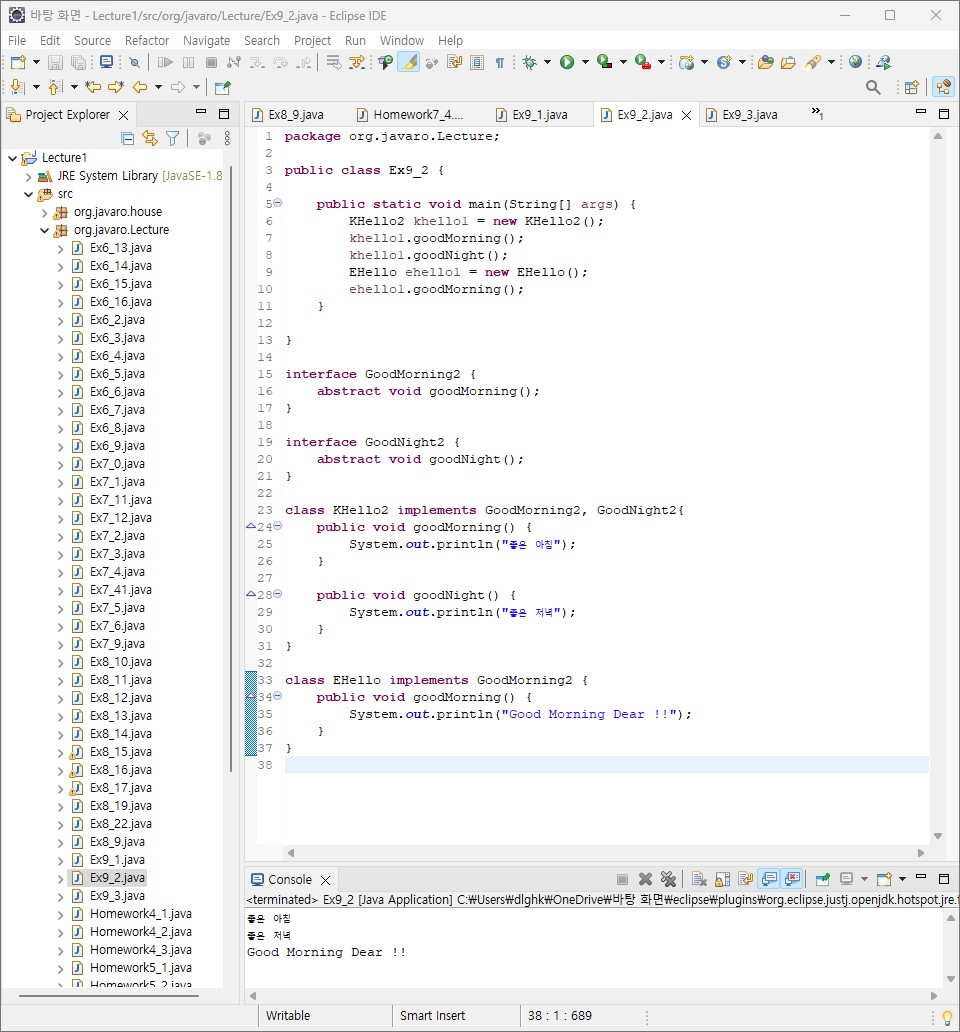 바탕 화면 - Lecture1/src/org/javaro/Lecture/Ex9_2.java - Eclipse IDE
File Edit Source Refactor Navigate Search Project Run Window Help
Project Explorer
Lecture1
JRE System Library [JavaSE-1.8
src
org.javaro.house
org.javaro.Lecture
Ex6_13.java
Ex6_14.java
Ex6_15.java
Ex6_16.java
Ex6_2.java
Ex6_3.java
Ex6_4.java
Ex6_5.java
Ex6_6.java
Ex6_7.java
Ex6_8.java
Ex6_9.java
Ex7_0.java
Ex7_1.java
Ex7_11.java
Ex7_12.java
Ex7_2.java
Ex7_3.java
Ex7_4.java
Ex7_41.java
Ex7_5.java
Ex7_6.java
Ex7_9.java
Ex8_10.java
Ex8_11.java
Ex8_12.java
Ex8_13.java
Ex8_14.java
Ex8_15.java
Ex8_16.java
Ex8_17.java
Ex8_19.java
Ex8_22.java
Ex8_9.java
Ex9_1.java
Ex9_2.java
Ex9_3.java
Homework4_1.java
Homework4_2.java
Homework4_3.java
Homework5_1.java
Homework5_2.java
Ex8_9.java Homework7_4.... Ex9_1.java Ex9_2.java Ex9_3.java »1
1 package org.javaro.Lecture;
2
3 public class Ex9_2 {
4
5 public static void main(String[] args) {
6 KHello2 khello1 = new KHello2();
7 khello1.goodMorning();
8 khello1.goodNight();
9 EHello ehello1 = new EHello();
10 ehello1.goodMorning();
11 }
12
13 }
14
15 interface GoodMorning2 {
16 abstract void goodMorning();
17 }
18
19 interface GoodNight2 {
20 abstract void goodNight();
21 }
22
23 class KHello2 implements GoodMorning2, GoodNight2{
24 public void goodMorning() {
25 System.out.println("좋은 아침");
26 }
27
28 public void goodNight() {
29 System.out.println("좋은 저녁");
30 }
31 }
32
33 class EHello implements GoodMorning2 {
34 public void goodMorning() {
35 System.out.println("Good Morning Dear !!");
36 }
37 }
38
Console
<terminated> Ex9_2 [Java Application] C:₩Users₩dlghk₩OneDrive₩바탕 화면₩eclipse₩plugins₩org.eclipse.justj.openjdk.hotspot.jre.f
좋은 아침
좋은 저녁
Good Morning Dear !!
Writable Smart Insert 38 : 1 : 689